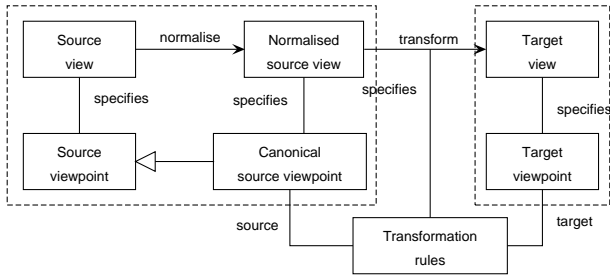 Source
view
normalise
Normalised
source view
transform
Target
view
specifies
specifies
specifies
specifies
Source
viewpoint
Canonical
source viewpoint
Target
viewpoint
source
Transformation
rules
target